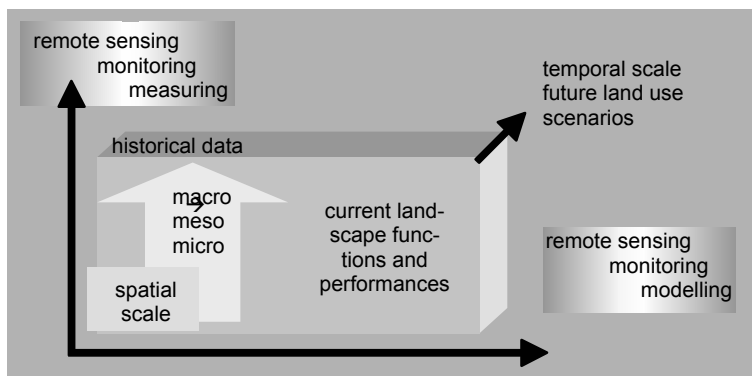 remote sensing
monitoring
measuring
temporal scale
future land use
scenarios
historical data
macro
meso
micro
current land-
scape func-
tions and
performances
spatial
scale
remote sensing
monitoring
modelling